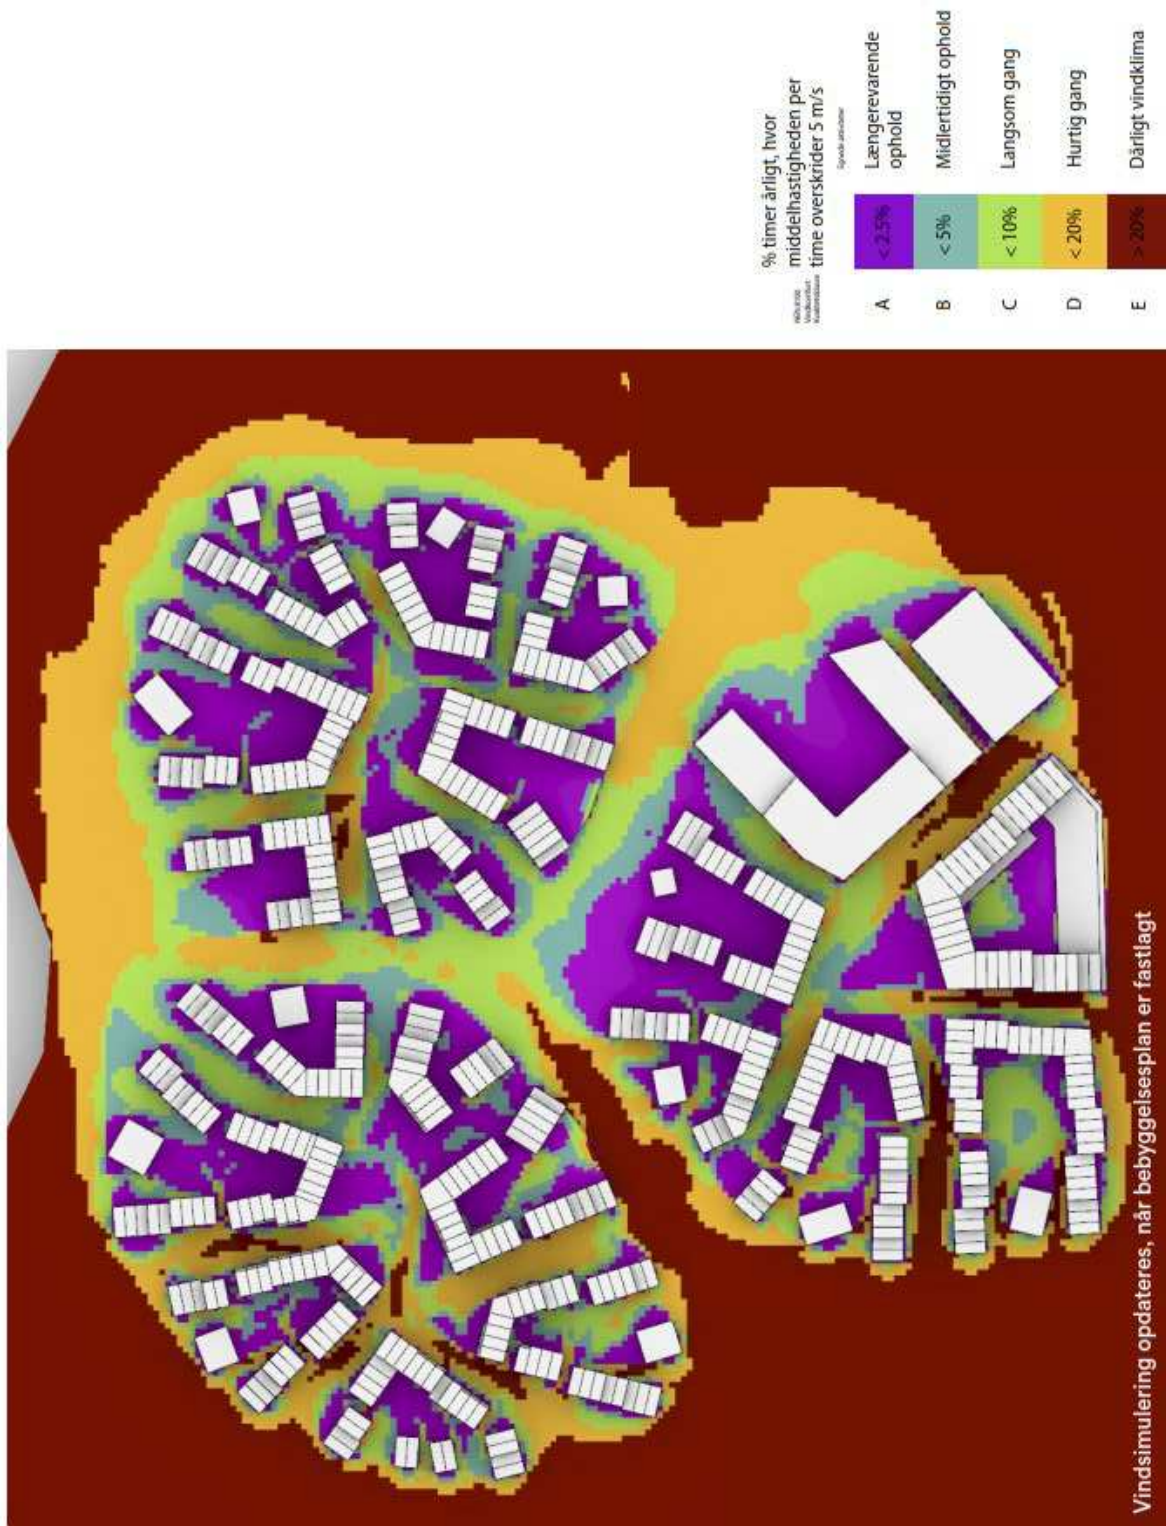 % timer årligt, hvor
middelhastigheden per
time overskrider 5 m/s
A
< 2.5%
Længerevarende
ophold
B
< 5%
Midlertidigt ophold
C
< 10%
Langsom gang
D
< 20%
Hurtig gang
E
> 20%
Dårligt vindklima
Vindsimulering opdateres, når bebyggelsesplan er fastlagt